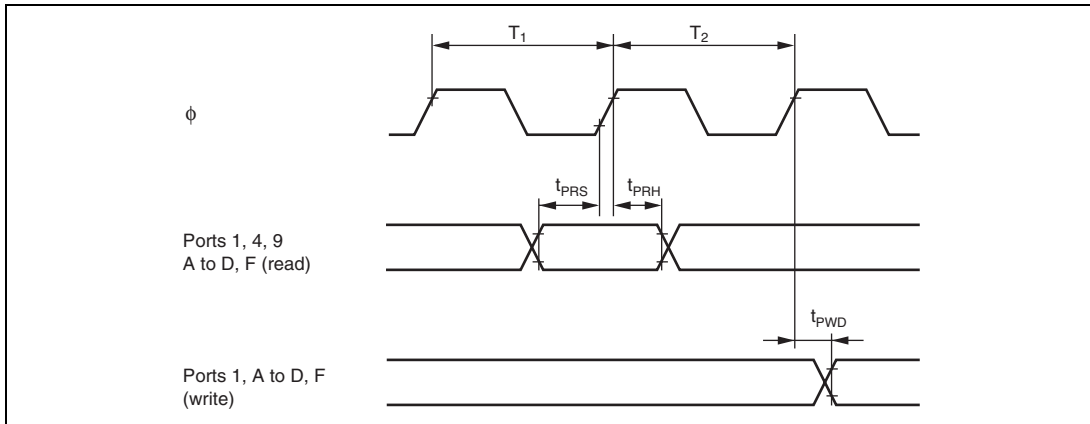 T₁
T₂
ϕ
tPRS
tPRH
Ports 1, 4, 9
A to D, F (read)
tPWD
Ports 1, A to D, F
(write)